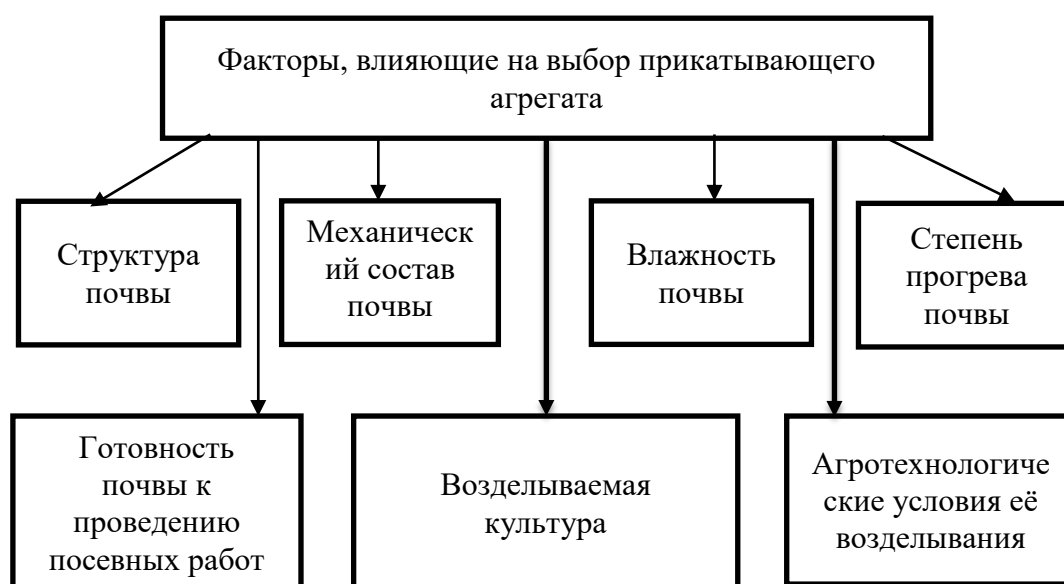 Факторы, влияющие на выбор прикатывающего
агрегата
Структура
почвы
Механическ
ий состав
почвы
Влажность
почвы
Степень
прогрева
почвы
Готовность
почвы к
проведению
посевных работ
Возделываемая
культура
Агротехнологиче
ские условия её
возделывания